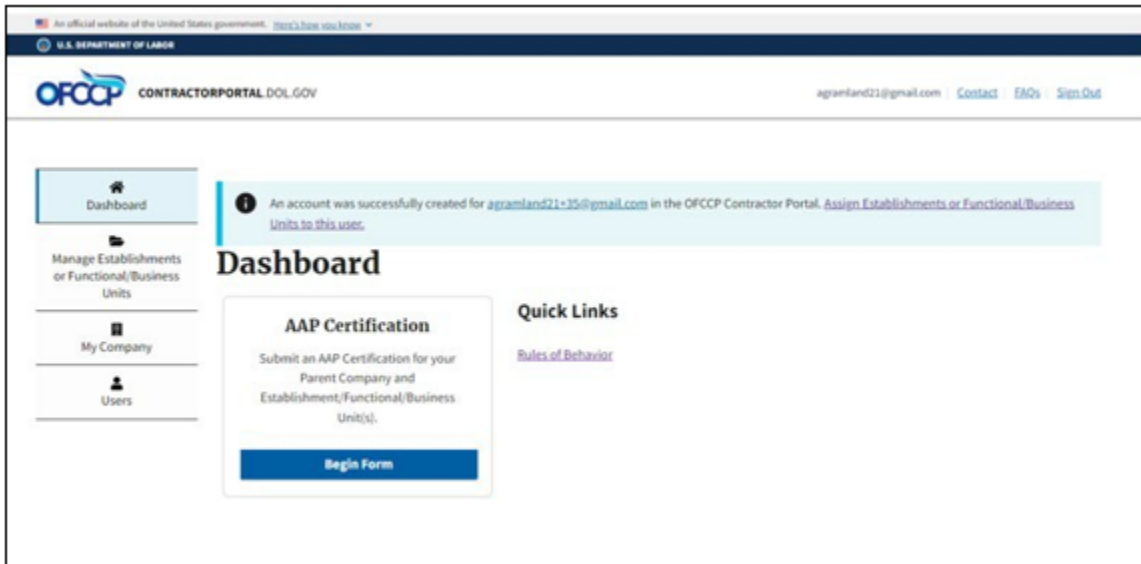 An official website of the United States government. Here's how you know
U.S. DEPARTMENT OF LABOR
OFCCP CONTRACTORPORTAL.DOL.GOV
agramland21@gmail.com Contact FAQs Sign Out
Dashboard
Manage Establishments
or Functional/Business
Units
My Company
Users
An account was successfully created for agramland21+35@gmail.com in the OFCCP Contractor Portal. Assign Establishments or Functional/Business
Units to this user.
Dashboard
AAP Certification
Submit an AAP Certification for your
Parent Company and
Establishment/Functional/Business
Unit(s).
Begin Form
Quick Links
Rules of Behavior